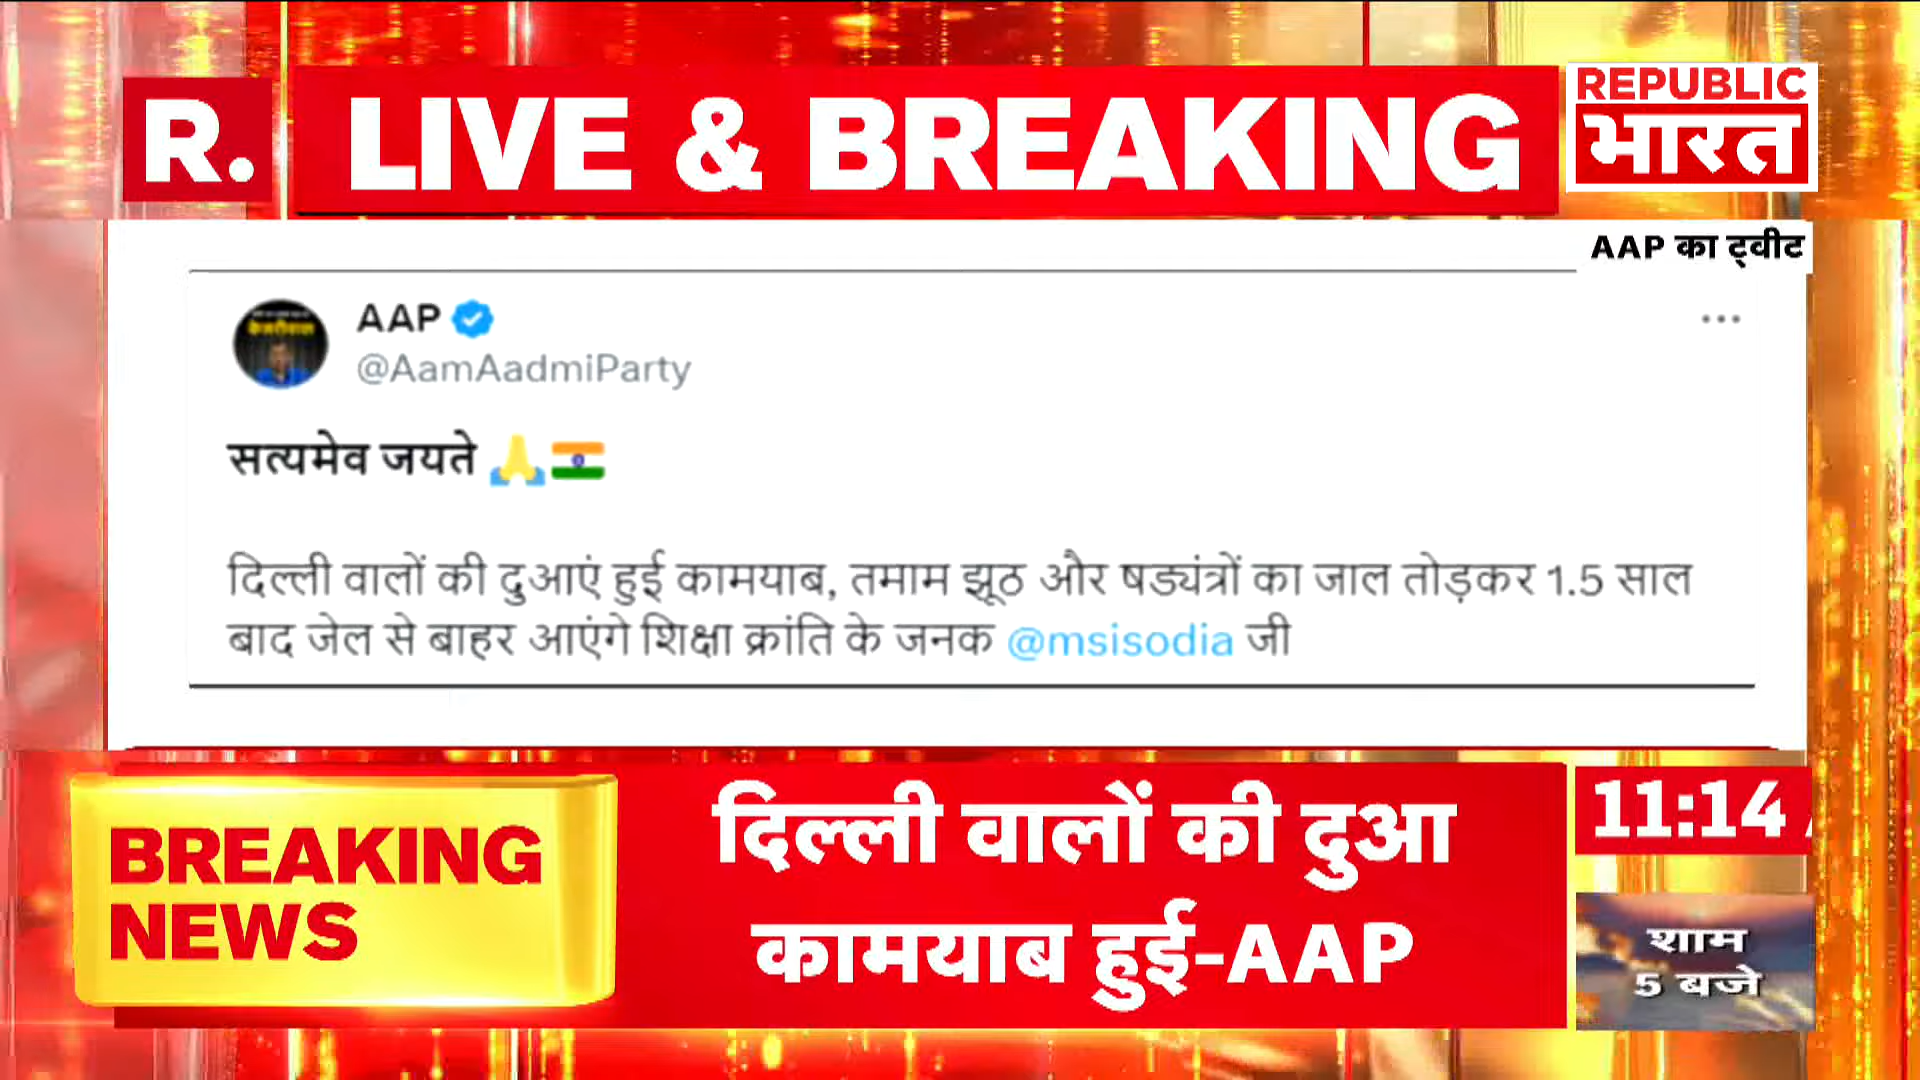 R. LIVE & BREAKING
REPUBLIC
भारत
AAP का ट्वीट
AAP
@AamAadmiParty
सत्यमेव जयते 🙏🇮🇳
दिल्ली वालों की दुआएं हुई कामयाब, तमाम झूठ और षड्यंत्रों का जाल तोड़कर 1.5 साल
बाद जेल से बाहर आएंगे शिक्षा क्रांति के जनक @msisodia जी
BREAKING
NEWS
दिल्ली वालों की दुआ
कामयाब हुई-AAP
11:14
शाम
5 बजे